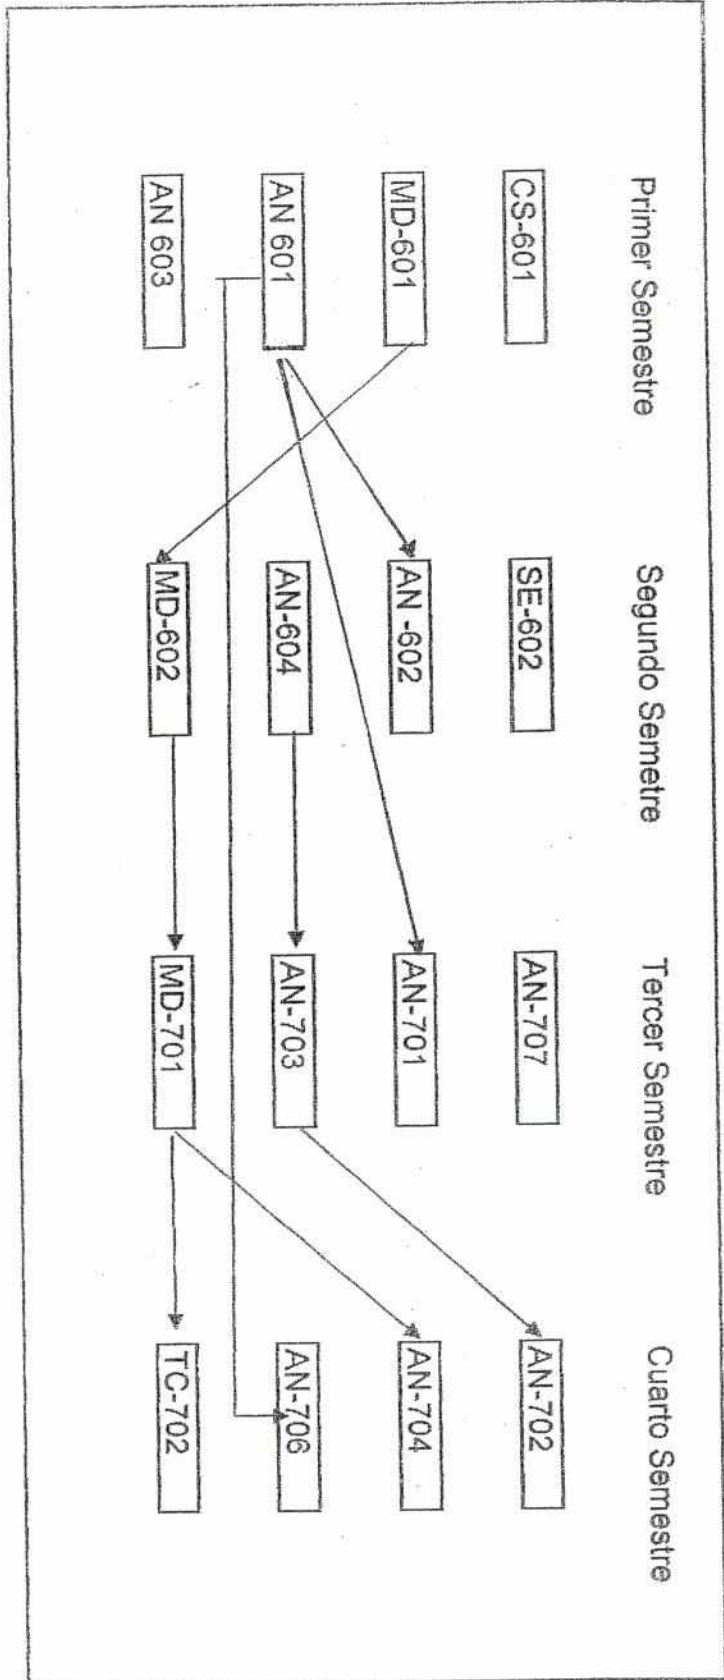 Primer Semestre
Segundo Semetre
Tercer Semestre
Cuarto Semestre
CS-601
SE-602
AN-707
AN-702
MD-601
AN -602
AN-701
AN-704
AN 601
AN-604
AN-703
AN-706
AN 603
MD-602
MD-701
TC-702